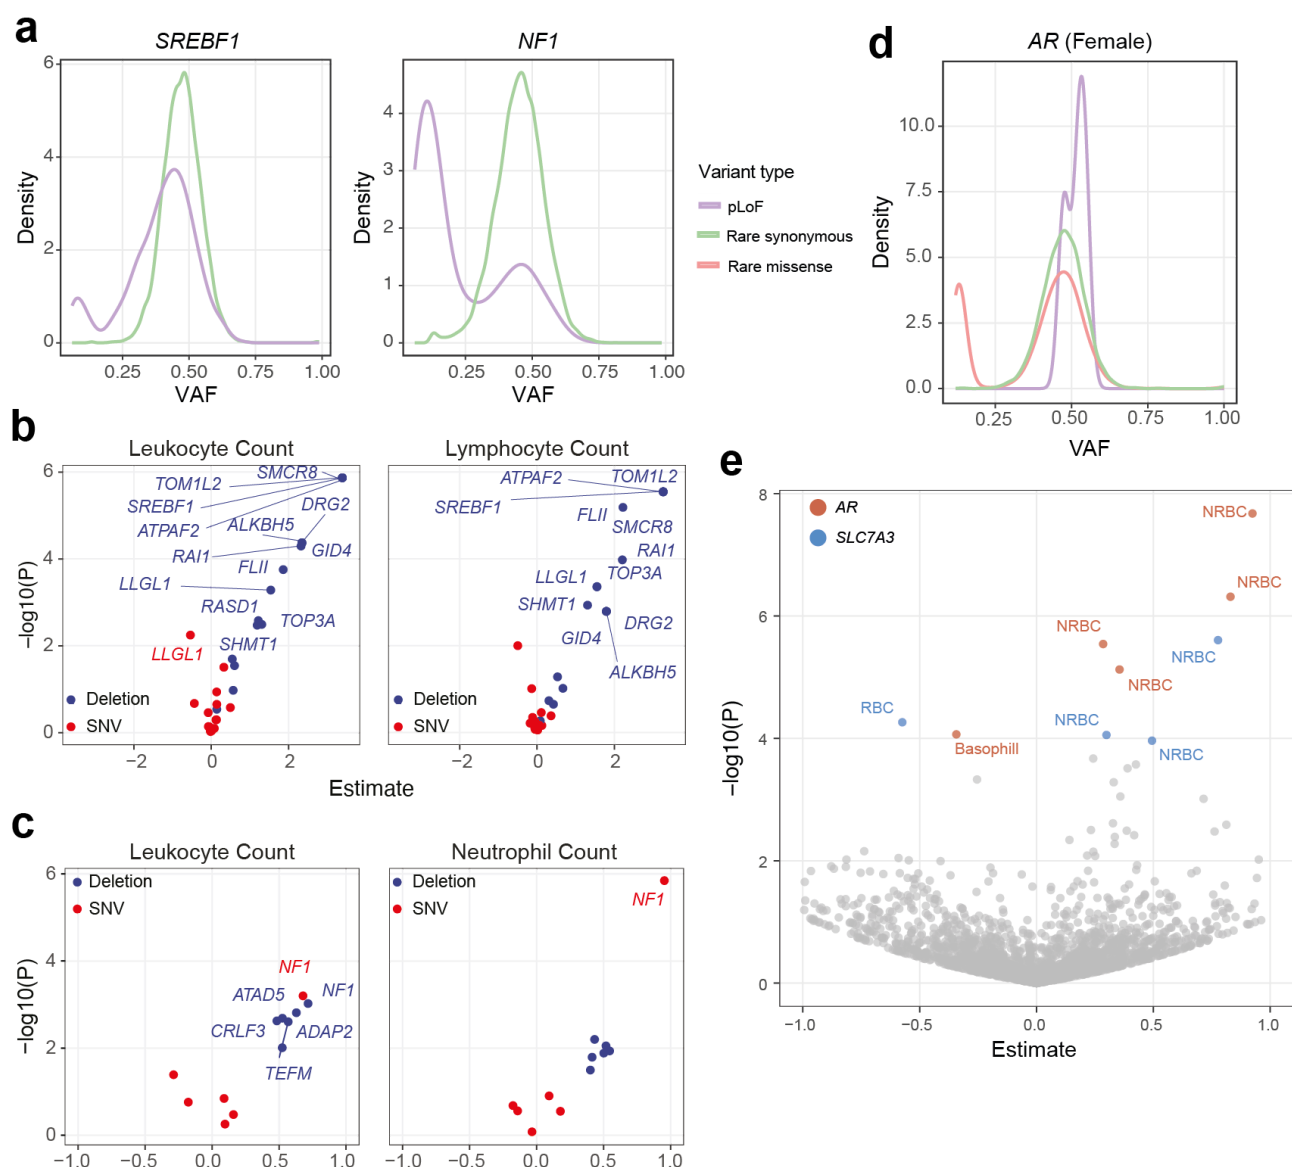 a
SREBF1
NF1
6
4
2
0
Density
0.25
0.50
0.75
1.00
VAF
4
3
2
1
0
Density
0.25
0.50
0.75
1.00
VAF
Variant type
pLoF
Rare synonymous
Rare missense
d
AR (Female)
10.0
7.5
5.0
2.5
0.0
Density
0.25
0.50
0.75
1.00
VAF
b
Leukocyte Count
6
4
2
0
−log10(P)
SMCR8
TOM1L2
SREBF1
DRG2
ATPAF2
ALKBH5
RAI1
GID4
FLII
LLGL1
RASD1
TOP3A
SHMT1
LLGL1
Deletion
SNV
−2
0
2
Lymphocyte Count
ATPAF2
TOM1L2
SREBF1
FLII
SMCR8
RAI1
LLGL1
TOP3A
SHMT1
DRG2
GID4
ALKBH5
Deletion
SNV
−2
0
2
Estimate
c
Leukocyte Count
6
4
2
0
−log10(P)
Deletion
SNV
NF1
ATAD5
NF1
CRLF3
ADAP2
TEFM
−1.0
−0.5
0.0
0.5
1.0
Neutrophil Count
Deletion
SNV
NF1
−1.0
−0.5
0.0
0.5
1.0
e
8
6
4
2
0
−log10(P)
AR
SLC7A3
NRBC
NRBC
NRBC
NRBC
NRBC
RBC
NRBC
Basophill
NRBC
−1.0
−0.5
0.0
0.5
1.0
Estimate